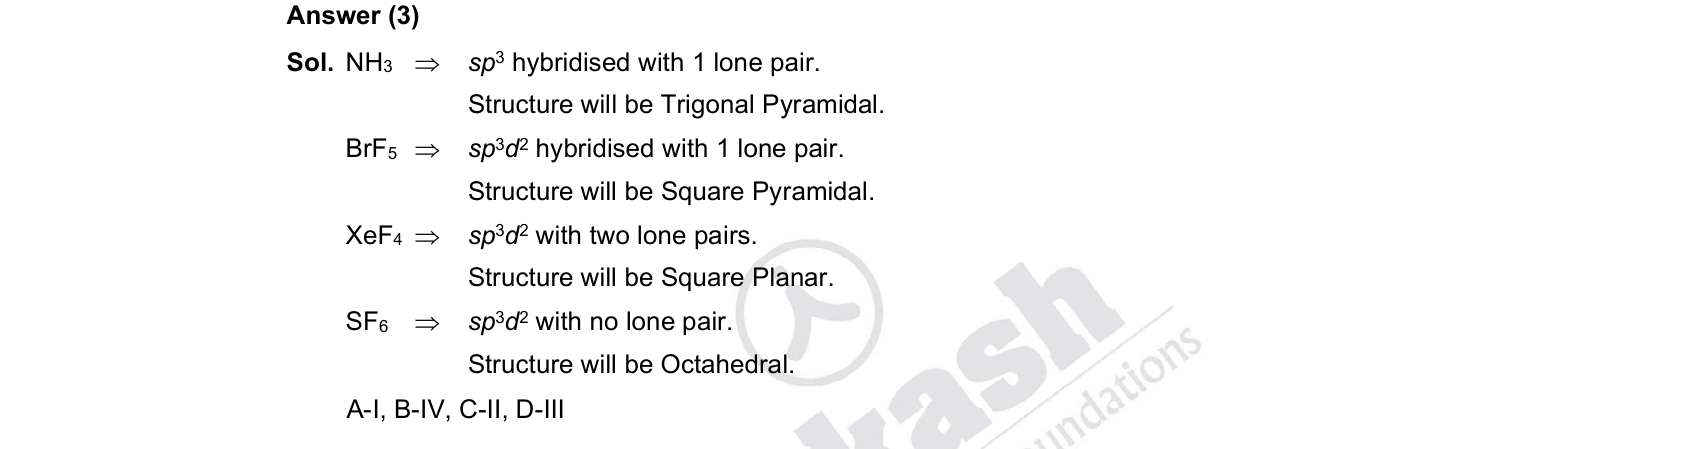 Answer (3)
Sol. NH3 ⇒ sp3 hybridised with 1 lone pair.
Structure will be Trigonal Pyramidal.
BrF5 ⇒ sp3d2 hybridised with 1 lone pair.
Structure will be Square Pyramidal.
XeF4 ⇒ sp3d2 with two lone pairs.
Structure will be Square Planar.
SF6 ⇒ sp3d2 with no lone pair.
Structure will be Octahedral.
A-I, B-IV, C-II, D-III